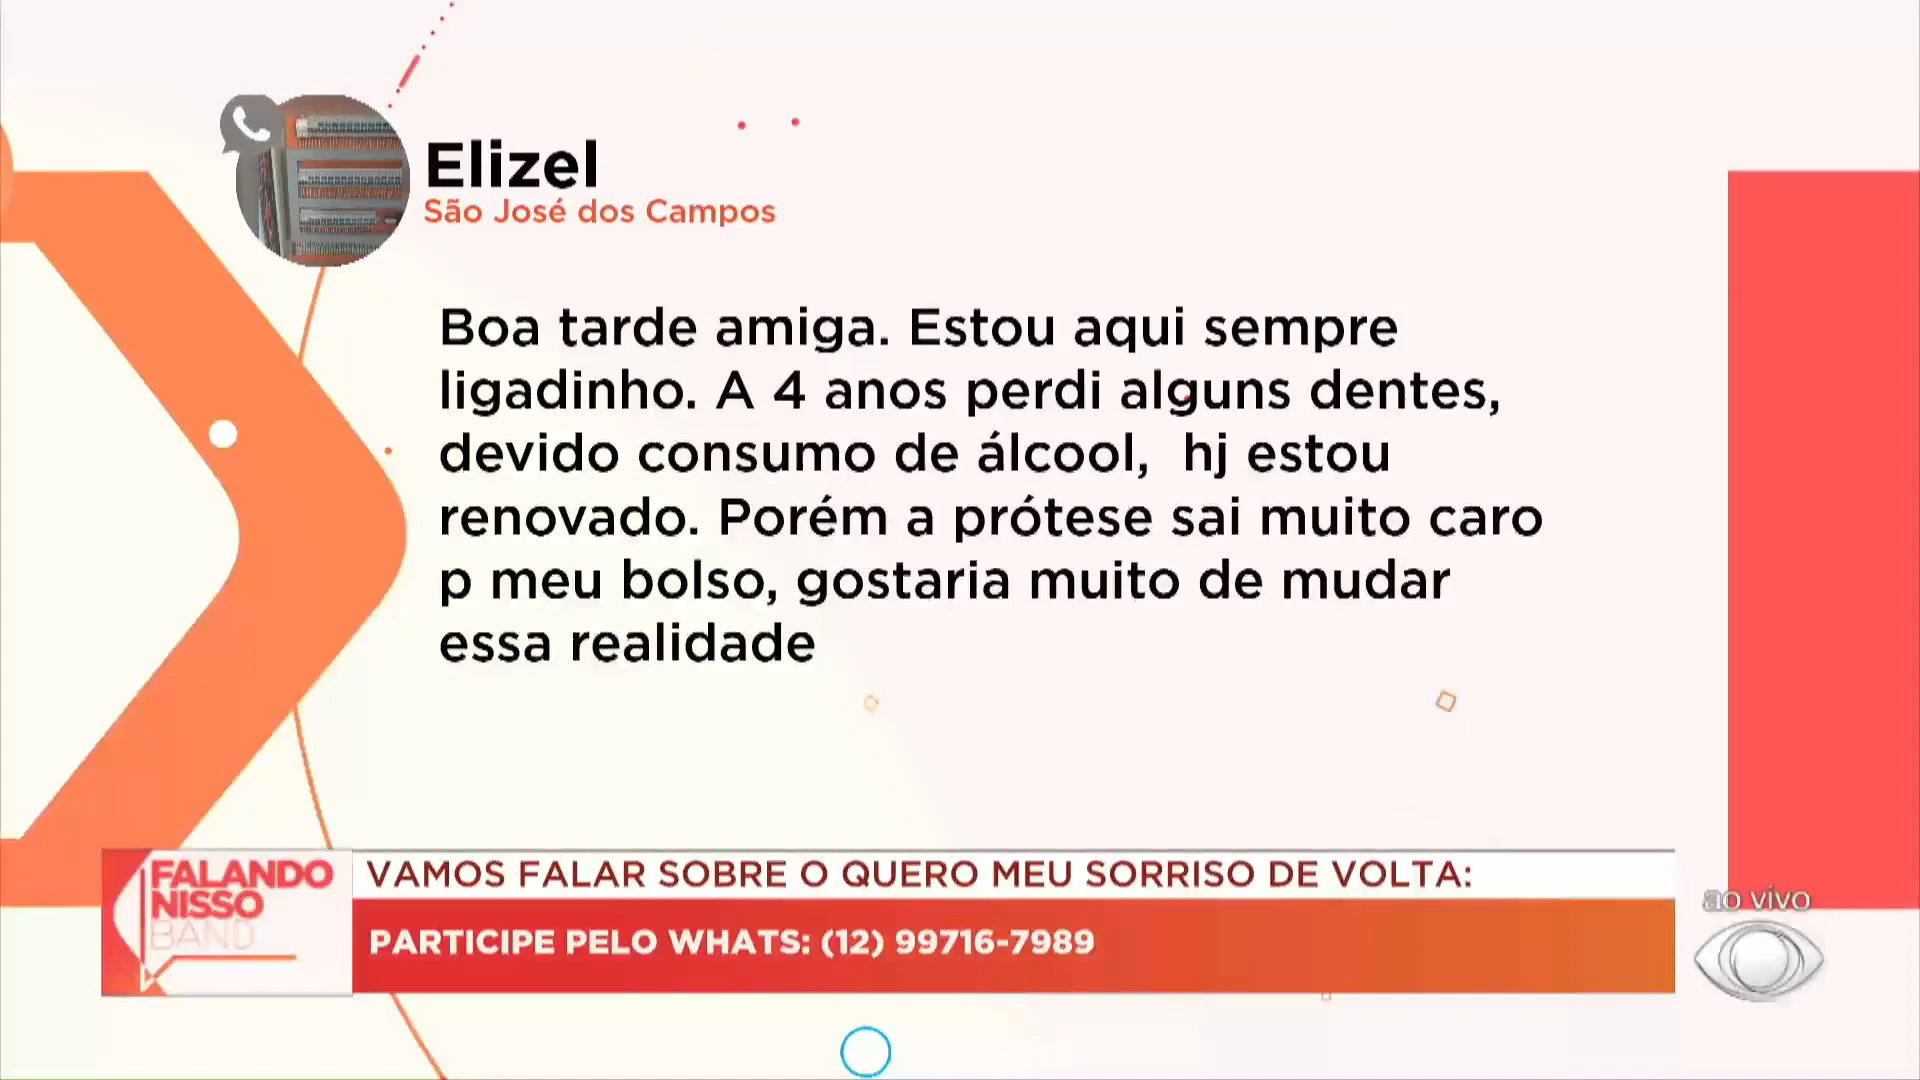 Elizel
São José dos Campos
Boa tarde amiga. Estou aqui sempre
ligadinho. A 4 anos perdi alguns dentes,
devido consumo de álcool,  hj estou
renovado. Porém a prótese sai muito caro
p meu bolso, gostaria muito de mudar
essa realidade
FALANDO
NISSO
BAND
VAMOS FALAR SOBRE O QUERO MEU SORRISO DE VOLTA:
PARTICIPE PELO WHATS: (12) 99716-7989
ao vivo